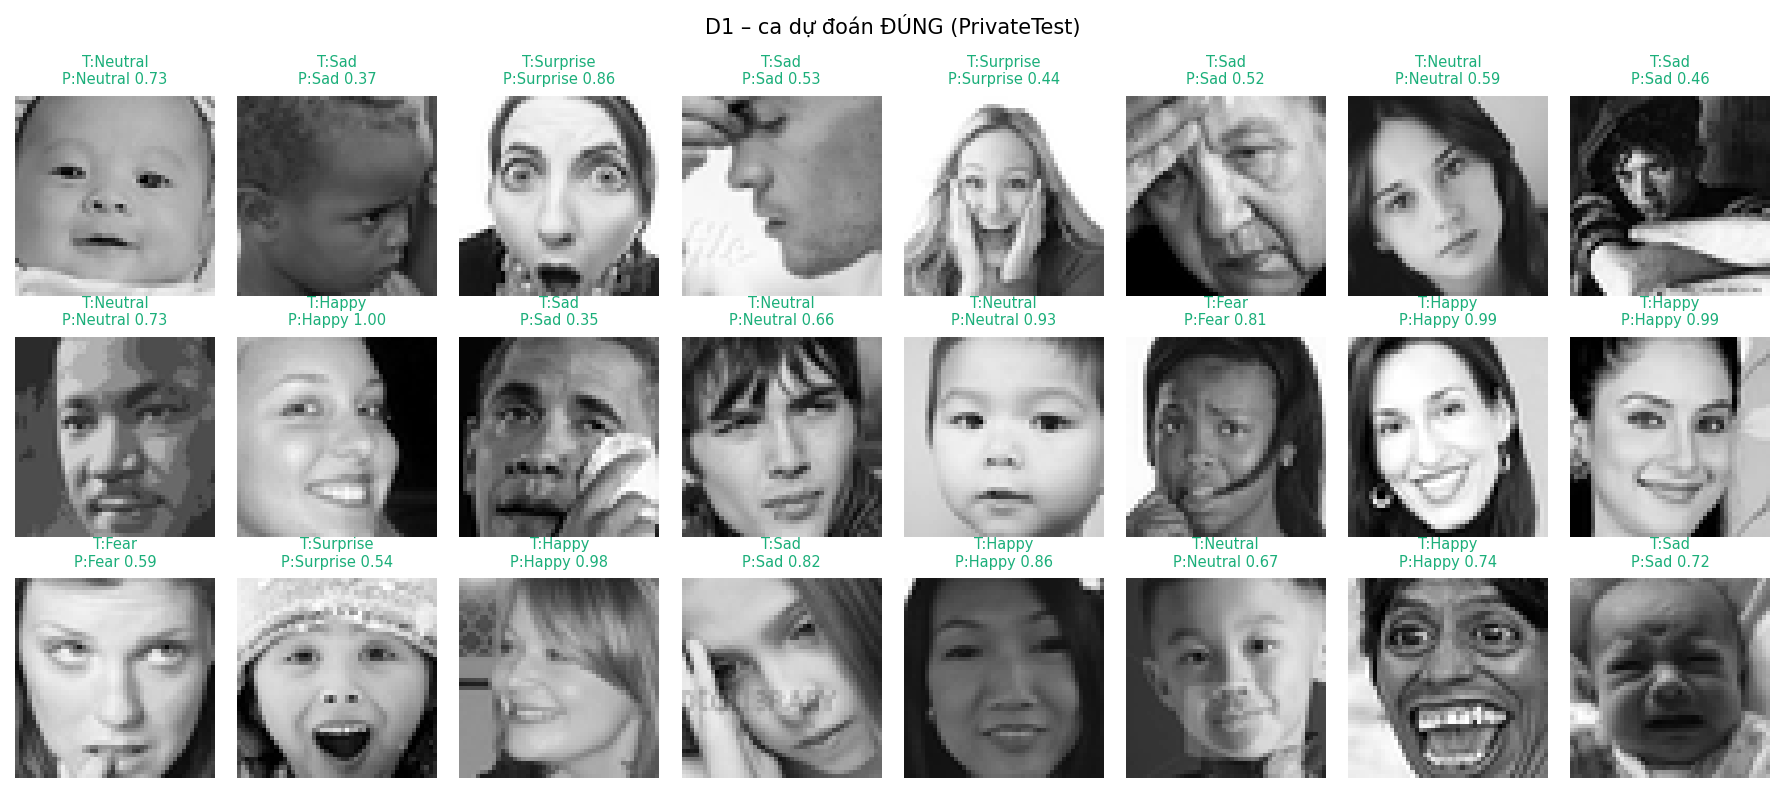 D1 – ca dự đoán ĐÚNG (PrivateTest)
T:Neutral
P:Neutral 0.73
T:Sad
P:Sad 0.37
T:Surprise
P:Surprise 0.86
T:Sad
P:Sad 0.53
T:Surprise
P:Surprise 0.44
T:Sad
P:Sad 0.52
T:Neutral
P:Neutral 0.59
T:Sad
P:Sad 0.46
T:Neutral
P:Neutral 0.73
T:Happy
P:Happy 1.00
T:Sad
P:Sad 0.35
T:Neutral
P:Neutral 0.66
T:Neutral
P:Neutral 0.93
T:Fear
P:Fear 0.81
T:Happy
P:Happy 0.99
T:Happy
P:Happy 0.99
T:Fear
P:Fear 0.59
T:Surprise
P:Surprise 0.54
T:Happy
P:Happy 0.98
T:Sad
P:Sad 0.82
T:Happy
P:Happy 0.86
T:Neutral
P:Neutral 0.67
T:Happy
P:Happy 0.74
T:Sad
P:Sad 0.72